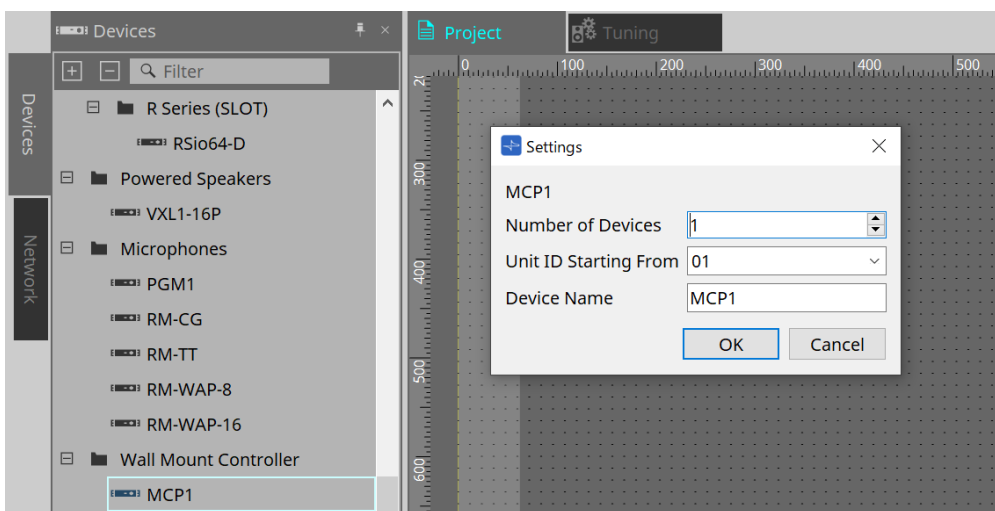 Devices
Project
Tuning
Filter
Devices
Network
R Series (SLOT)
RSio64-D
Powered Speakers
VXL1-16P
Microphones
PGM1
RM-CG
RM-TT
RM-WAP-8
RM-WAP-16
Wall Mount Controller
MCP1
0 100 200 300 400 500
300
400
500
600
Settings
MCP1
Number of Devices 1
Unit ID Starting From 01
Device Name MCP1
OK Cancel